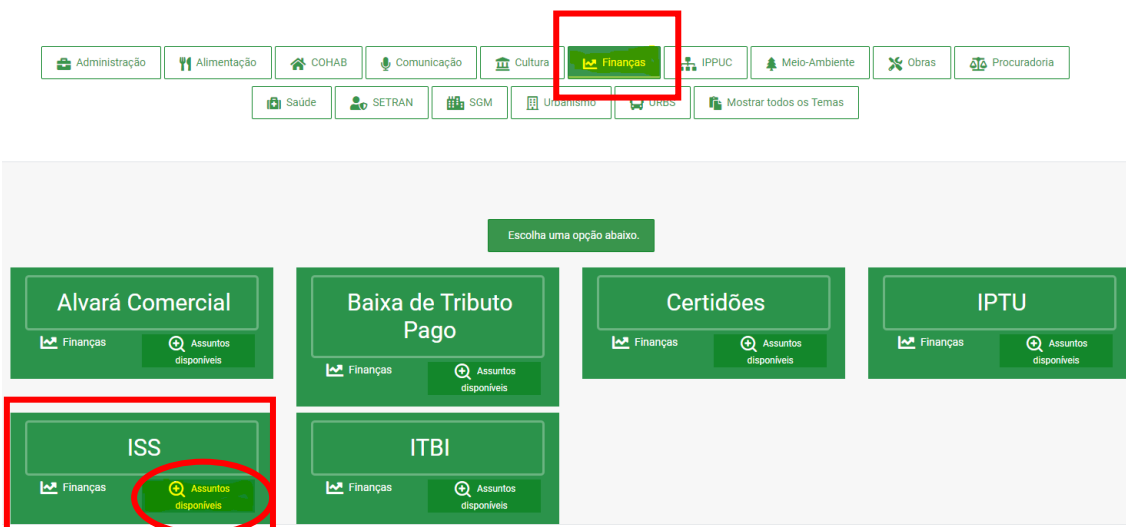 Administração Alimentação COHAB Comunicação Cultura Finanças IPPUC Meio-Ambiente Obras Procuradoria
Saúde SETRAN SGM Urbanismo URBS Mostrar todos os Temas
Escolha uma opção abaixo.
Alvará Comercial
Finanças
Assuntos
disponíveis
Baixa de Tributo
Pago
Finanças
Assuntos
disponíveis
Certidões
Finanças
Assuntos
disponíveis
IPTU
Finanças
Assuntos
disponíveis
ISS
Finanças
Assuntos
disponíveis
ITBI
Finanças
Assuntos
disponíveis